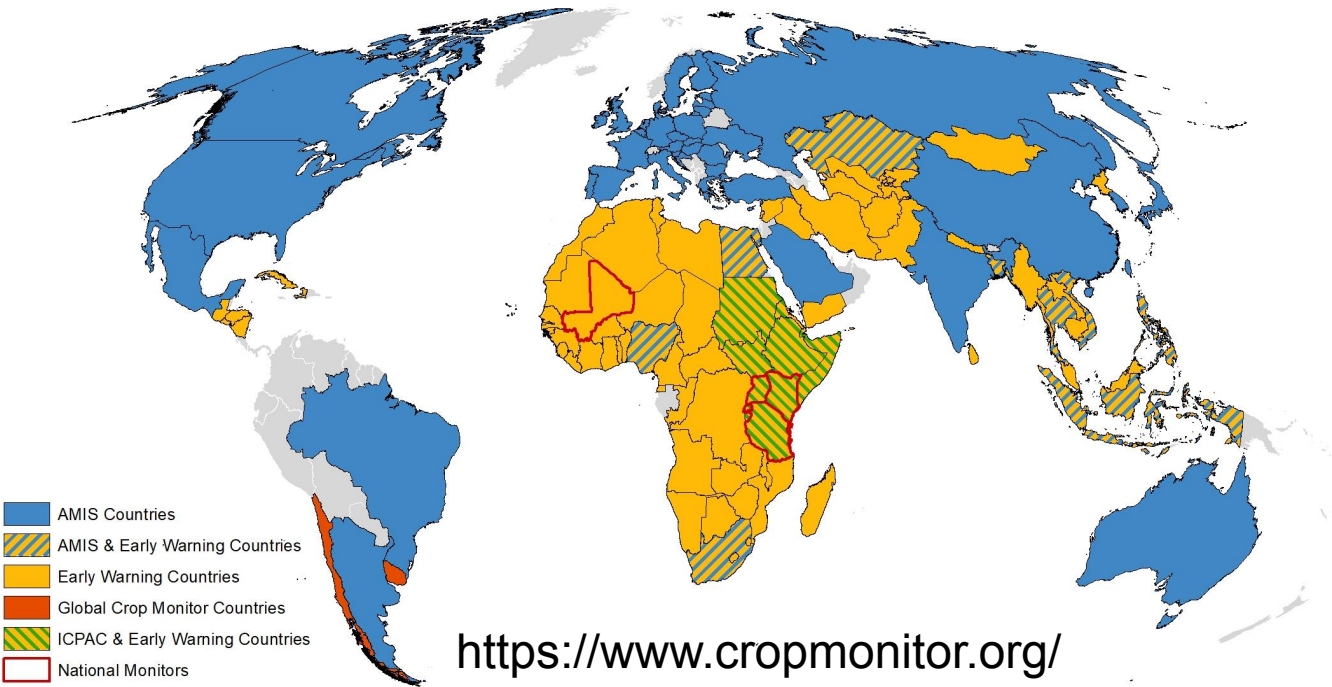 AMIS Countries
AMIS & Early Warning Countries
Early Warning Countries
Global Crop Monitor Countries
ICPAC & Early Warning Countries
National Monitors
https://www.cropmonitor.org/